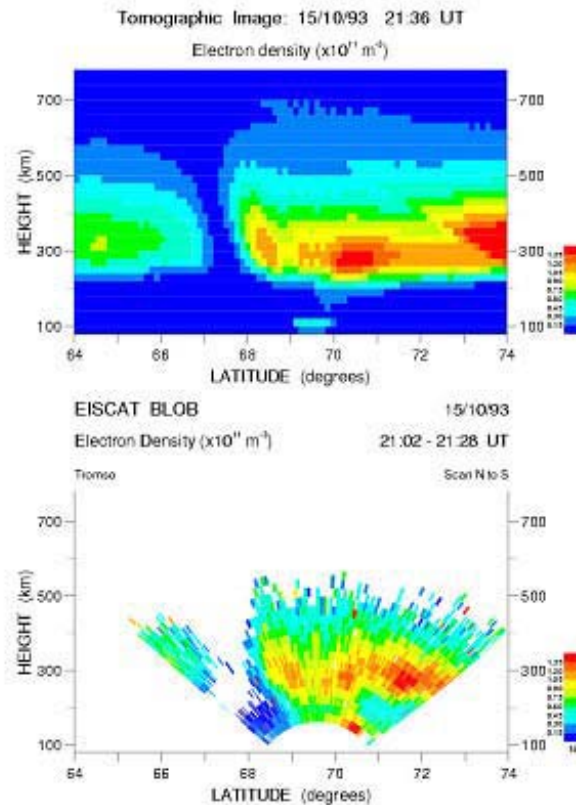 Tomographic Image: 15/10/93 21:36 UT
Electron density (x10¹¹ m⁻³)
700 700
500 500
300 300
100 100
HEIGHT (km)
64 66 68 70 72 74
LATITUDE (degrees)
EISCAT BLOB 15/10/93
Electron Density (x10¹¹ m⁻³) 21:02 - 21:28 UT
Tromso Scan N to S
700 700
500 500
300 300
100 100
HEIGHT (km)
64 66 68 70 72 74
LATITUDE (degrees)